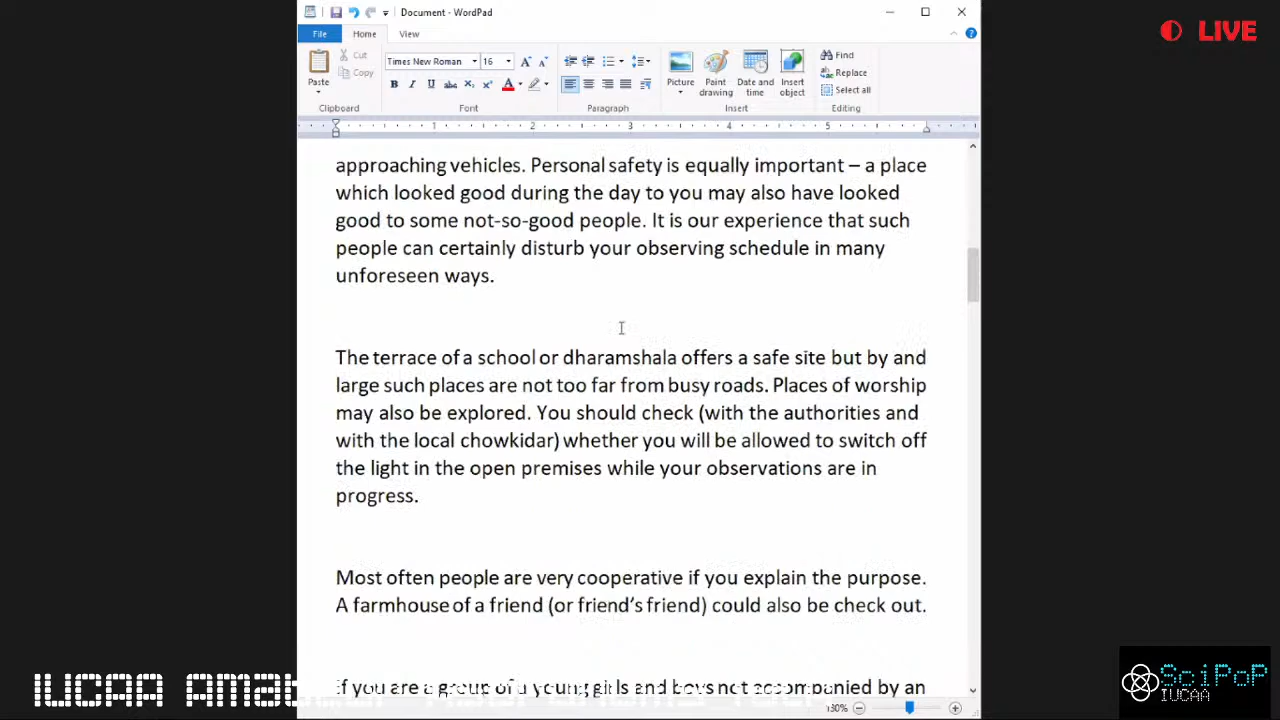 Document - WordPad
LIVE
File Home View
Paste Cut Copy
Times New Roman 16
Picture Paint drawing Date and time Insert object
Find
Replace
Select all
Clipboard Font Paragraph Insert Editing
1 2 3 4 5
approaching vehicles. Personal safety is equally important – a place
which looked good during the day to you may also have looked
good to some not-so-good people. It is our experience that such
people can certainly disturb your observing schedule in many
unforeseen ways.
The terrace of a school or dharamshala offers a safe site but by and
large such places are not too far from busy roads. Places of worship
may also be explored. You should check (with the authorities and
with the local chowkidar) whether you will be allowed to switch off
the light in the open premises while your observations are in
progress.
Most often people are very cooperative if you explain the purpose.
A farmhouse of a friend (or friend's friend) could also be check out.
If you are a group of a young girls and boys not accompanied by an
IUCAA
130%
SciPoP
IUCAA